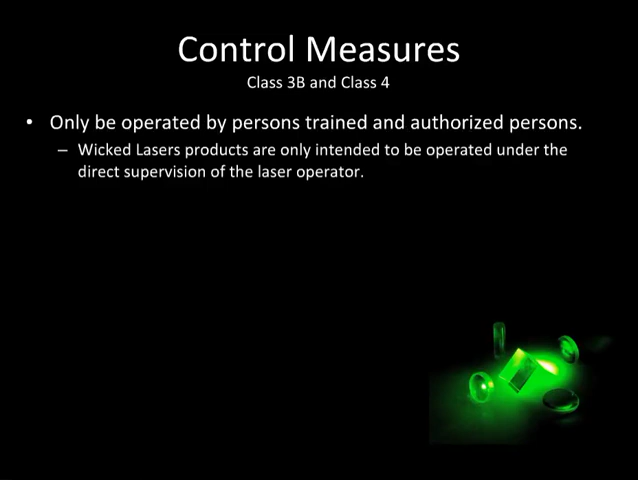 Control Measures
Class 3B and Class 4
• Only be operated by persons trained and authorized persons.
– Wicked Lasers products are only intended to be operated under the
direct supervision of the laser operator.